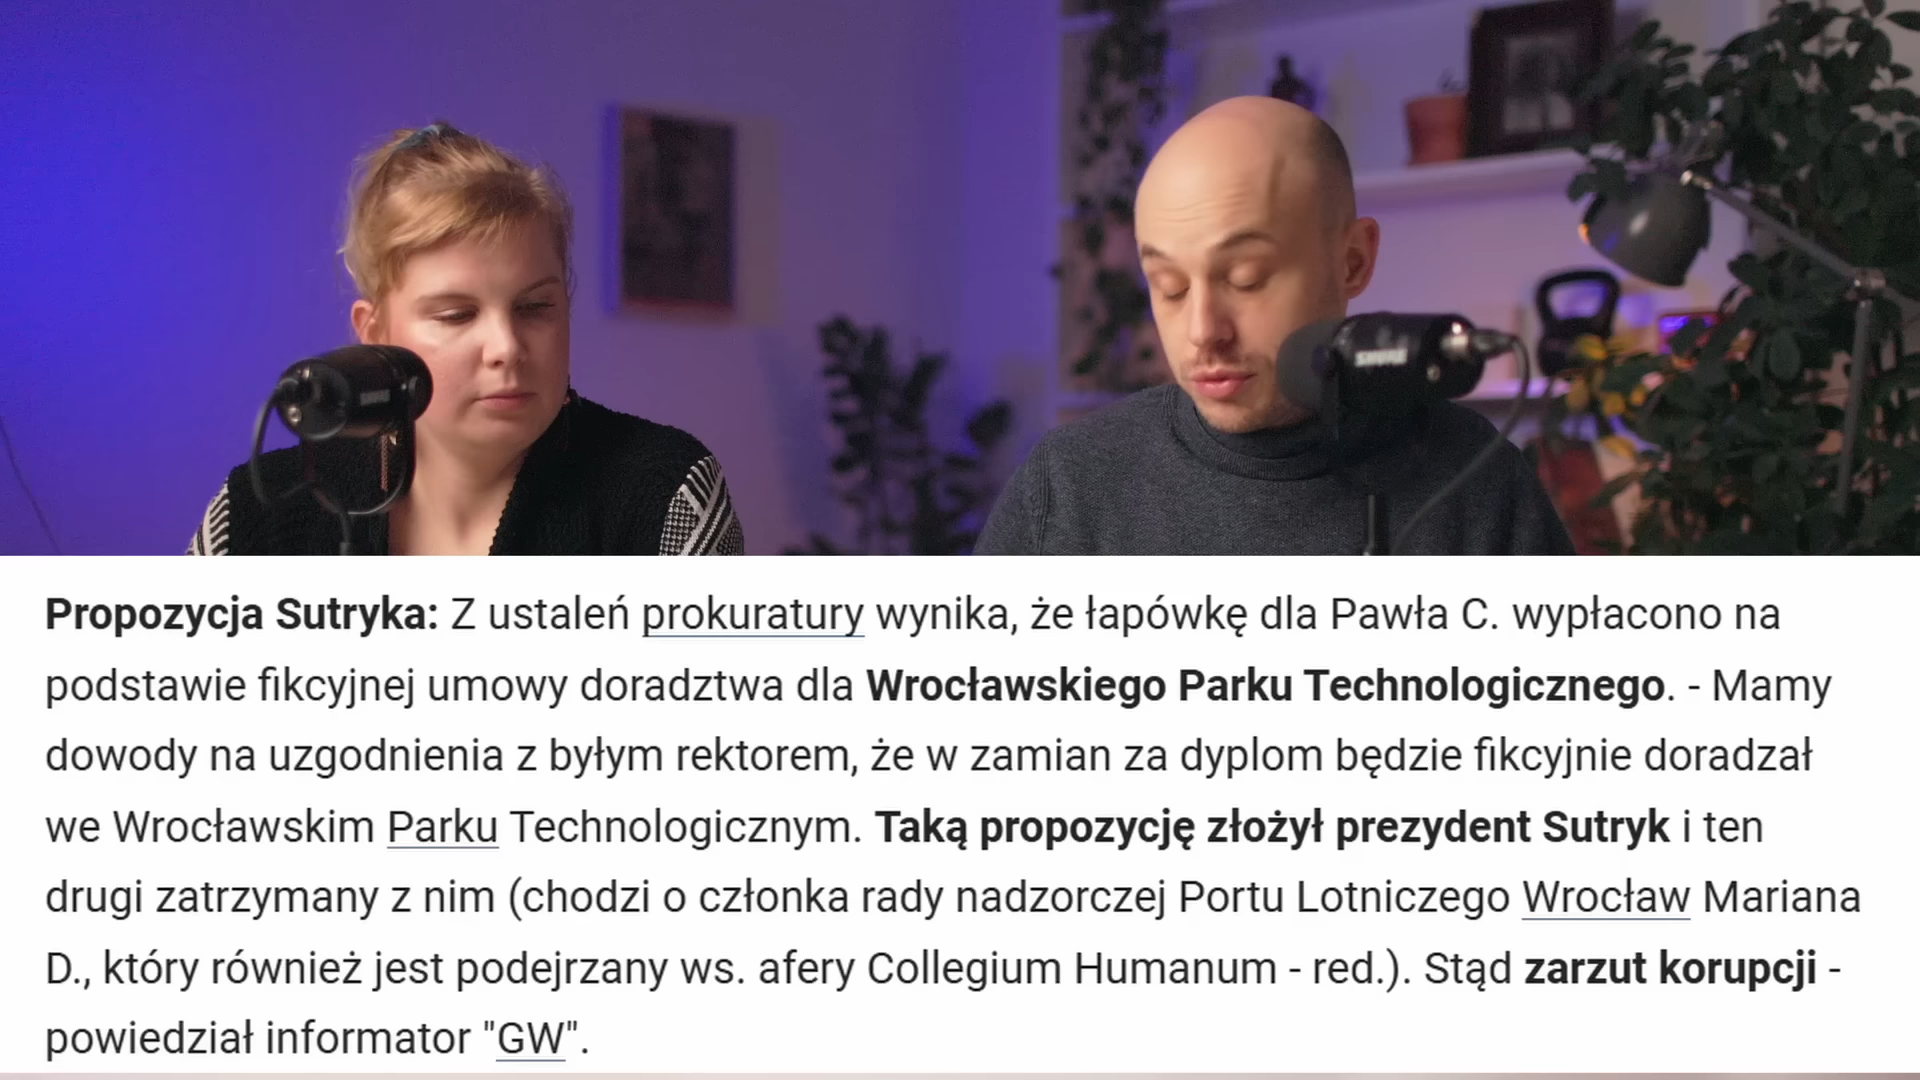 SHURE
Propozycja Sutryka: Z ustaleń prokuratury wynika, że łapówkę dla Pawła C. wypłacono na
podstawie fikcyjnej umowy doradztwa dla Wrocławskiego Parku Technologicznego. - Mamy
dowody na uzgodnienia z byłym rektorem, że w zamian za dyplom będzie fikcyjnie doradzał
we Wrocławskim Parku Technologicznym. Taką propozycję złożył prezydent Sutryk i ten
drugi zatrzymany z nim (chodzi o członka rady nadzorczej Portu Lotniczego Wrocław Mariana
D., który również jest podejrzany ws. afery Collegium Humanum - red.). Stąd zarzut korupcji -
powiedział informator "GW".